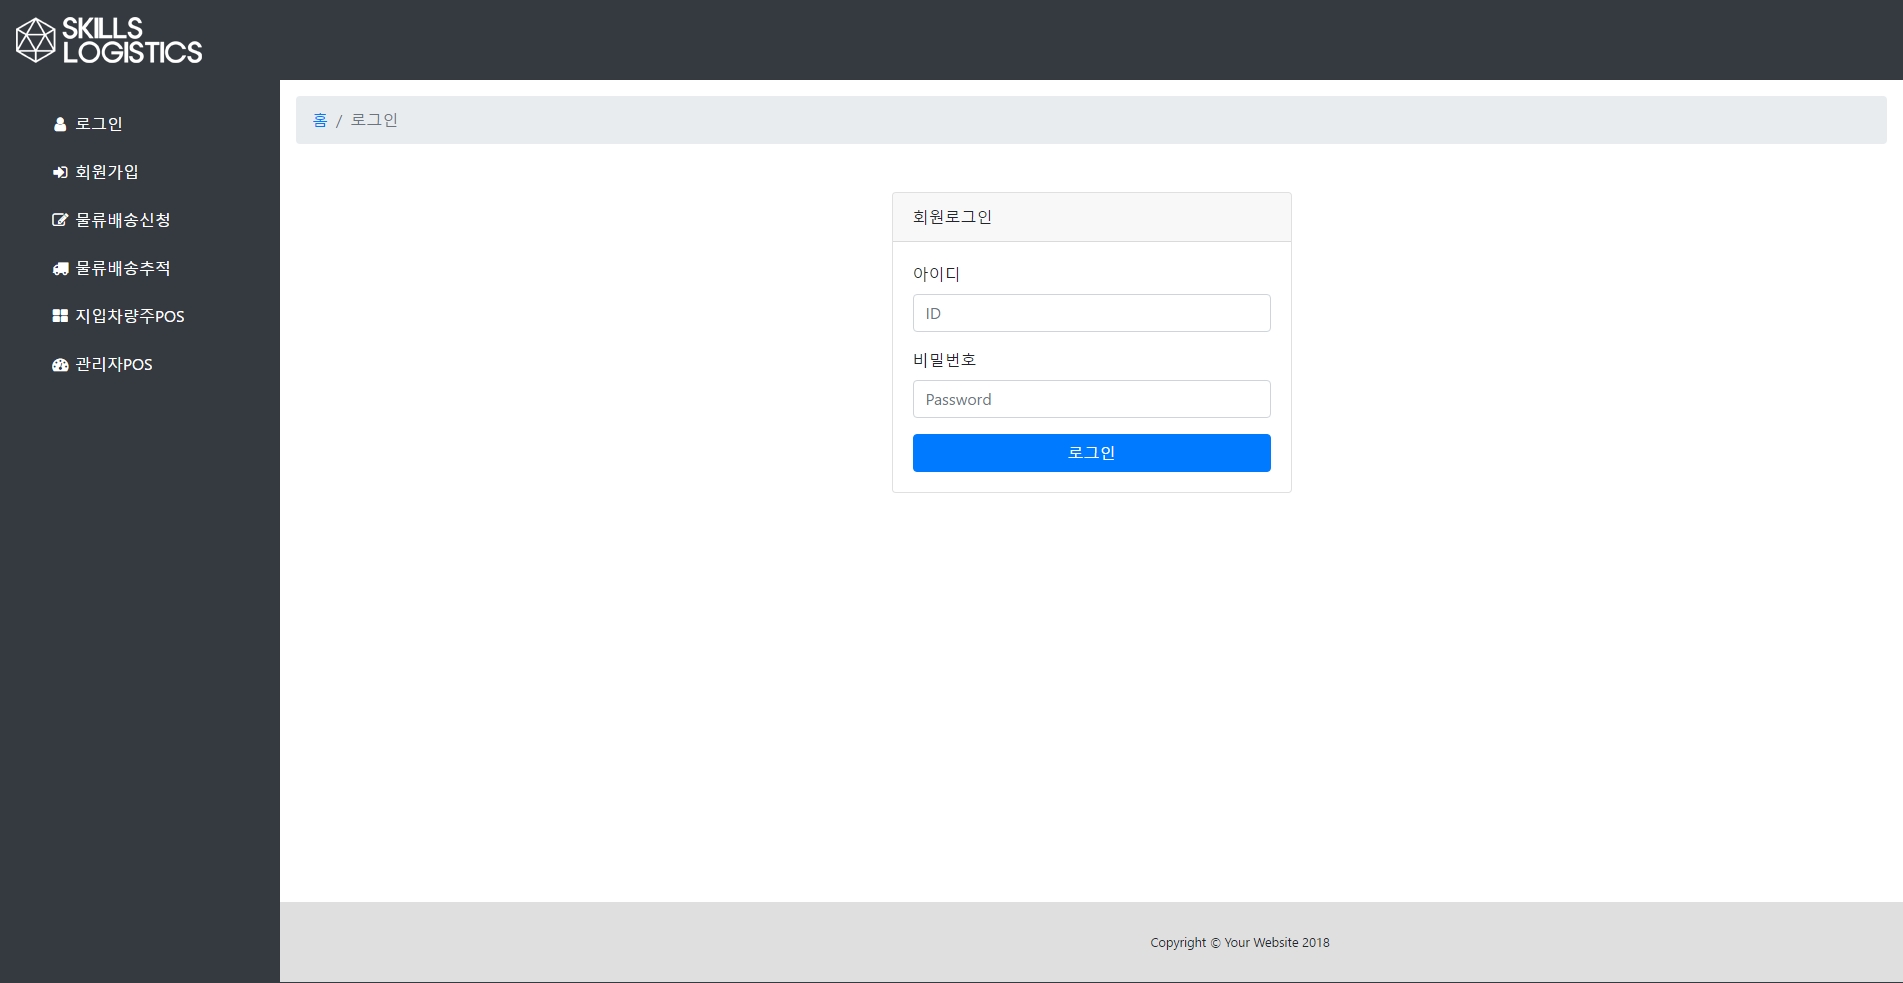 SKILLS
LOGISTICS
로그인
회원가입
물류배송신청
물류배송추적
지입차량주POS
관리자POS
홈 / 로그인
회원로그인
아이디
ID
비밀번호
Password
로그인
Copyright © Your Website 2018